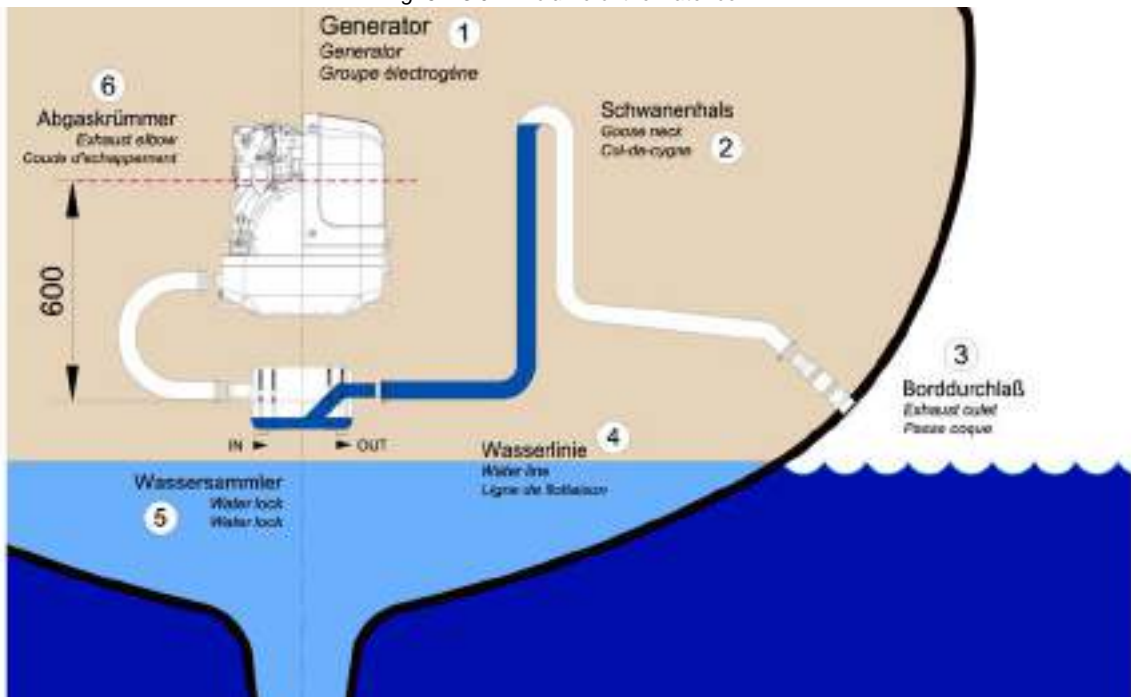 Generator
Generator
Groupe électrogène
1
6
Abgaskrümmer
Exhaust elbow
Coude d'echappement
Schwanenhals
Goose neck
Col-de-cygne
2
600
3
Borddurchlaß
Exhaust outlet
Passe coque
IN
OUT
Wasserlinie
4
Water line
Ligne de flottaison
Wassersammler
Water lock
Water lock
5